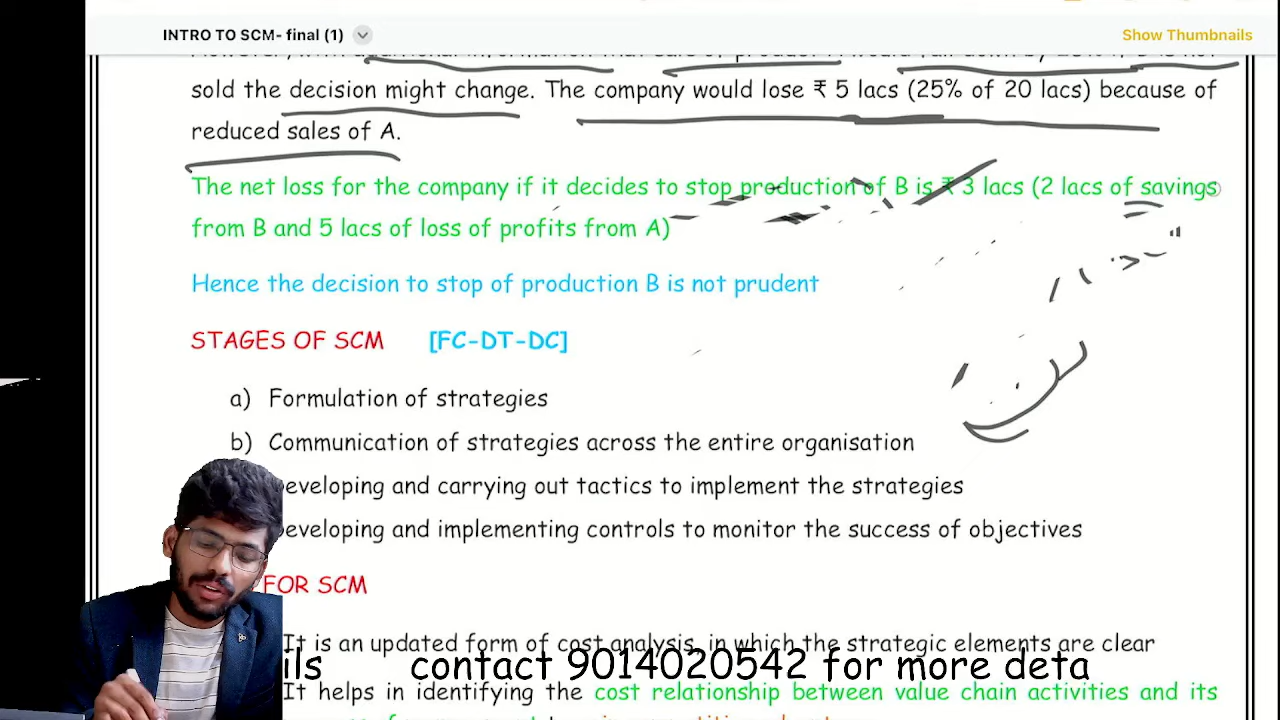 INTRO TO SCM- final (1)
Show Thumbnails
sold the decision might change. The company would lose ₹ 5 lacs (25% of 20 lacs) because of
reduced sales of A.
The net loss for the company if it decides to stop production of B is ₹ 3 lacs (2 lacs of savings
from B and 5 lacs of loss of profits from A)
Hence the decision to stop of production B is not prudent
STAGES OF SCM [FC-DT-DC]
a) Formulation of strategies
b) Communication of strategies across the entire organisation
eveloping and carrying out tactics to implement the strategies
eveloping and implementing controls to monitor the success of objectives
FOR SCM
It is an updated form of cost analysis, in which the strategic elements are clear
ils contact 9014020542 for more deta
It helps in identifying the cost relationship between value chain activities and its